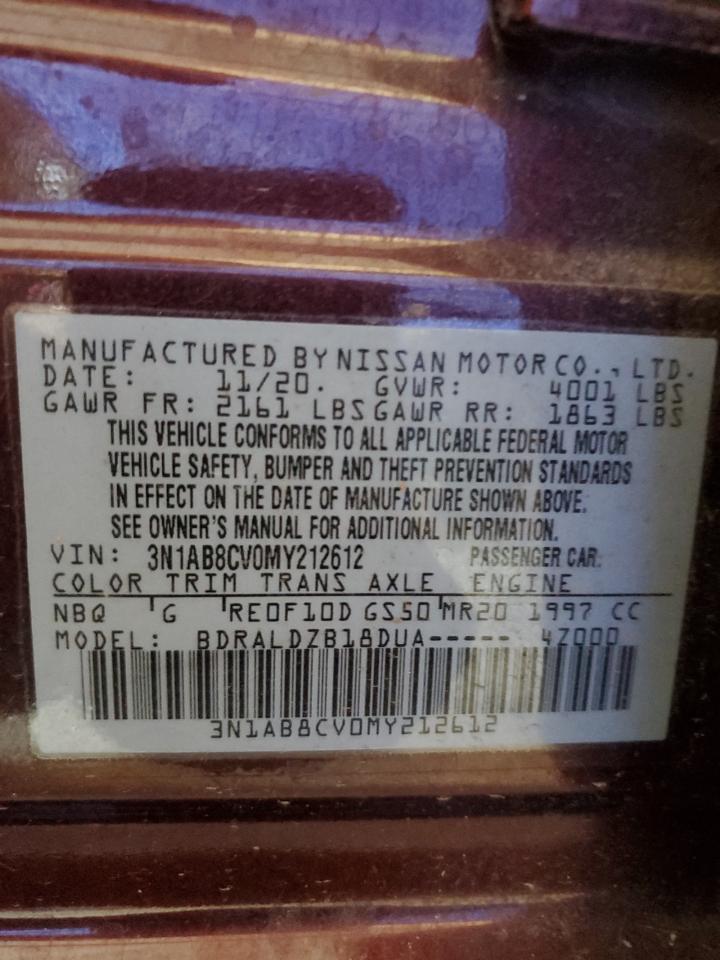 MANUFACTURED BY NISSAN MOTOR CO., LTD.
DATE: 11/20. GVWR: 4001 LBS
GAWR FR: 2161 LBS GAWR RR: 1863 LBS
THIS VEHICLE CONFORMS TO ALL APPLICABLE FEDERAL MOTOR
VEHICLE SAFETY, BUMPER AND THEFT PREVENTION STANDARDS
IN EFFECT ON THE DATE OF MANUFACTURE SHOWN ABOVE.
SEE OWNER'S MANUAL FOR ADDITIONAL INFORMATION.
VIN: 3N1AB8CV0MY212612 PASSENGER CAR.
COLOR TRIM TRANS AXLE ENGINE
NBQ 'G 'RE0F10D GS50'MR20 1997 CC
MODEL: BDRALDZB18DUA----- 4Z000
3N1AB8CV0MY212612